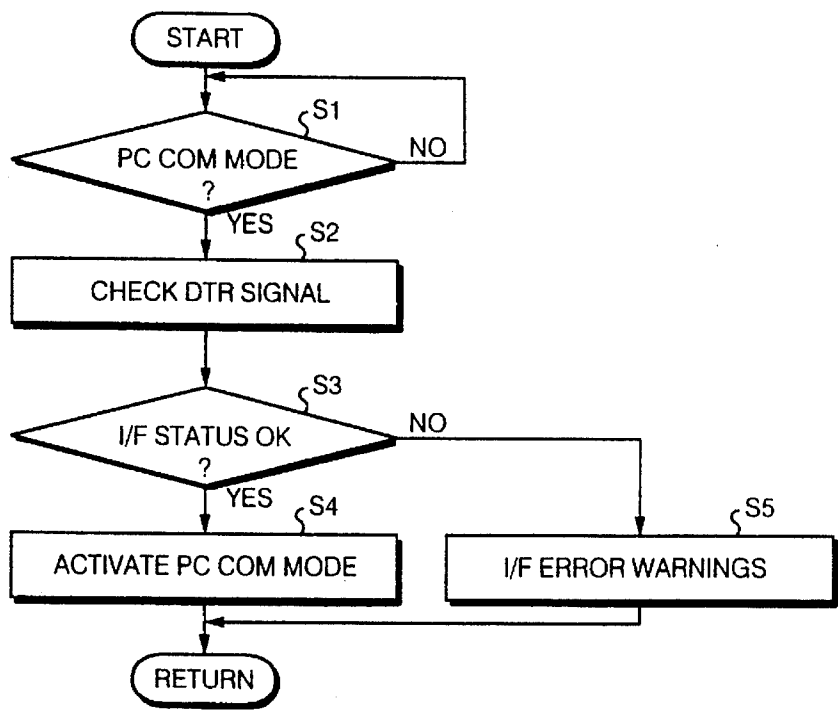 START
S1
PC COM MODE
?
NO
YES
S2
CHECK DTR SIGNAL
S3
I/F STATUS OK
?
NO
YES
S4
ACTIVATE PC COM MODE
S5
I/F ERROR WARNINGS
RETURN